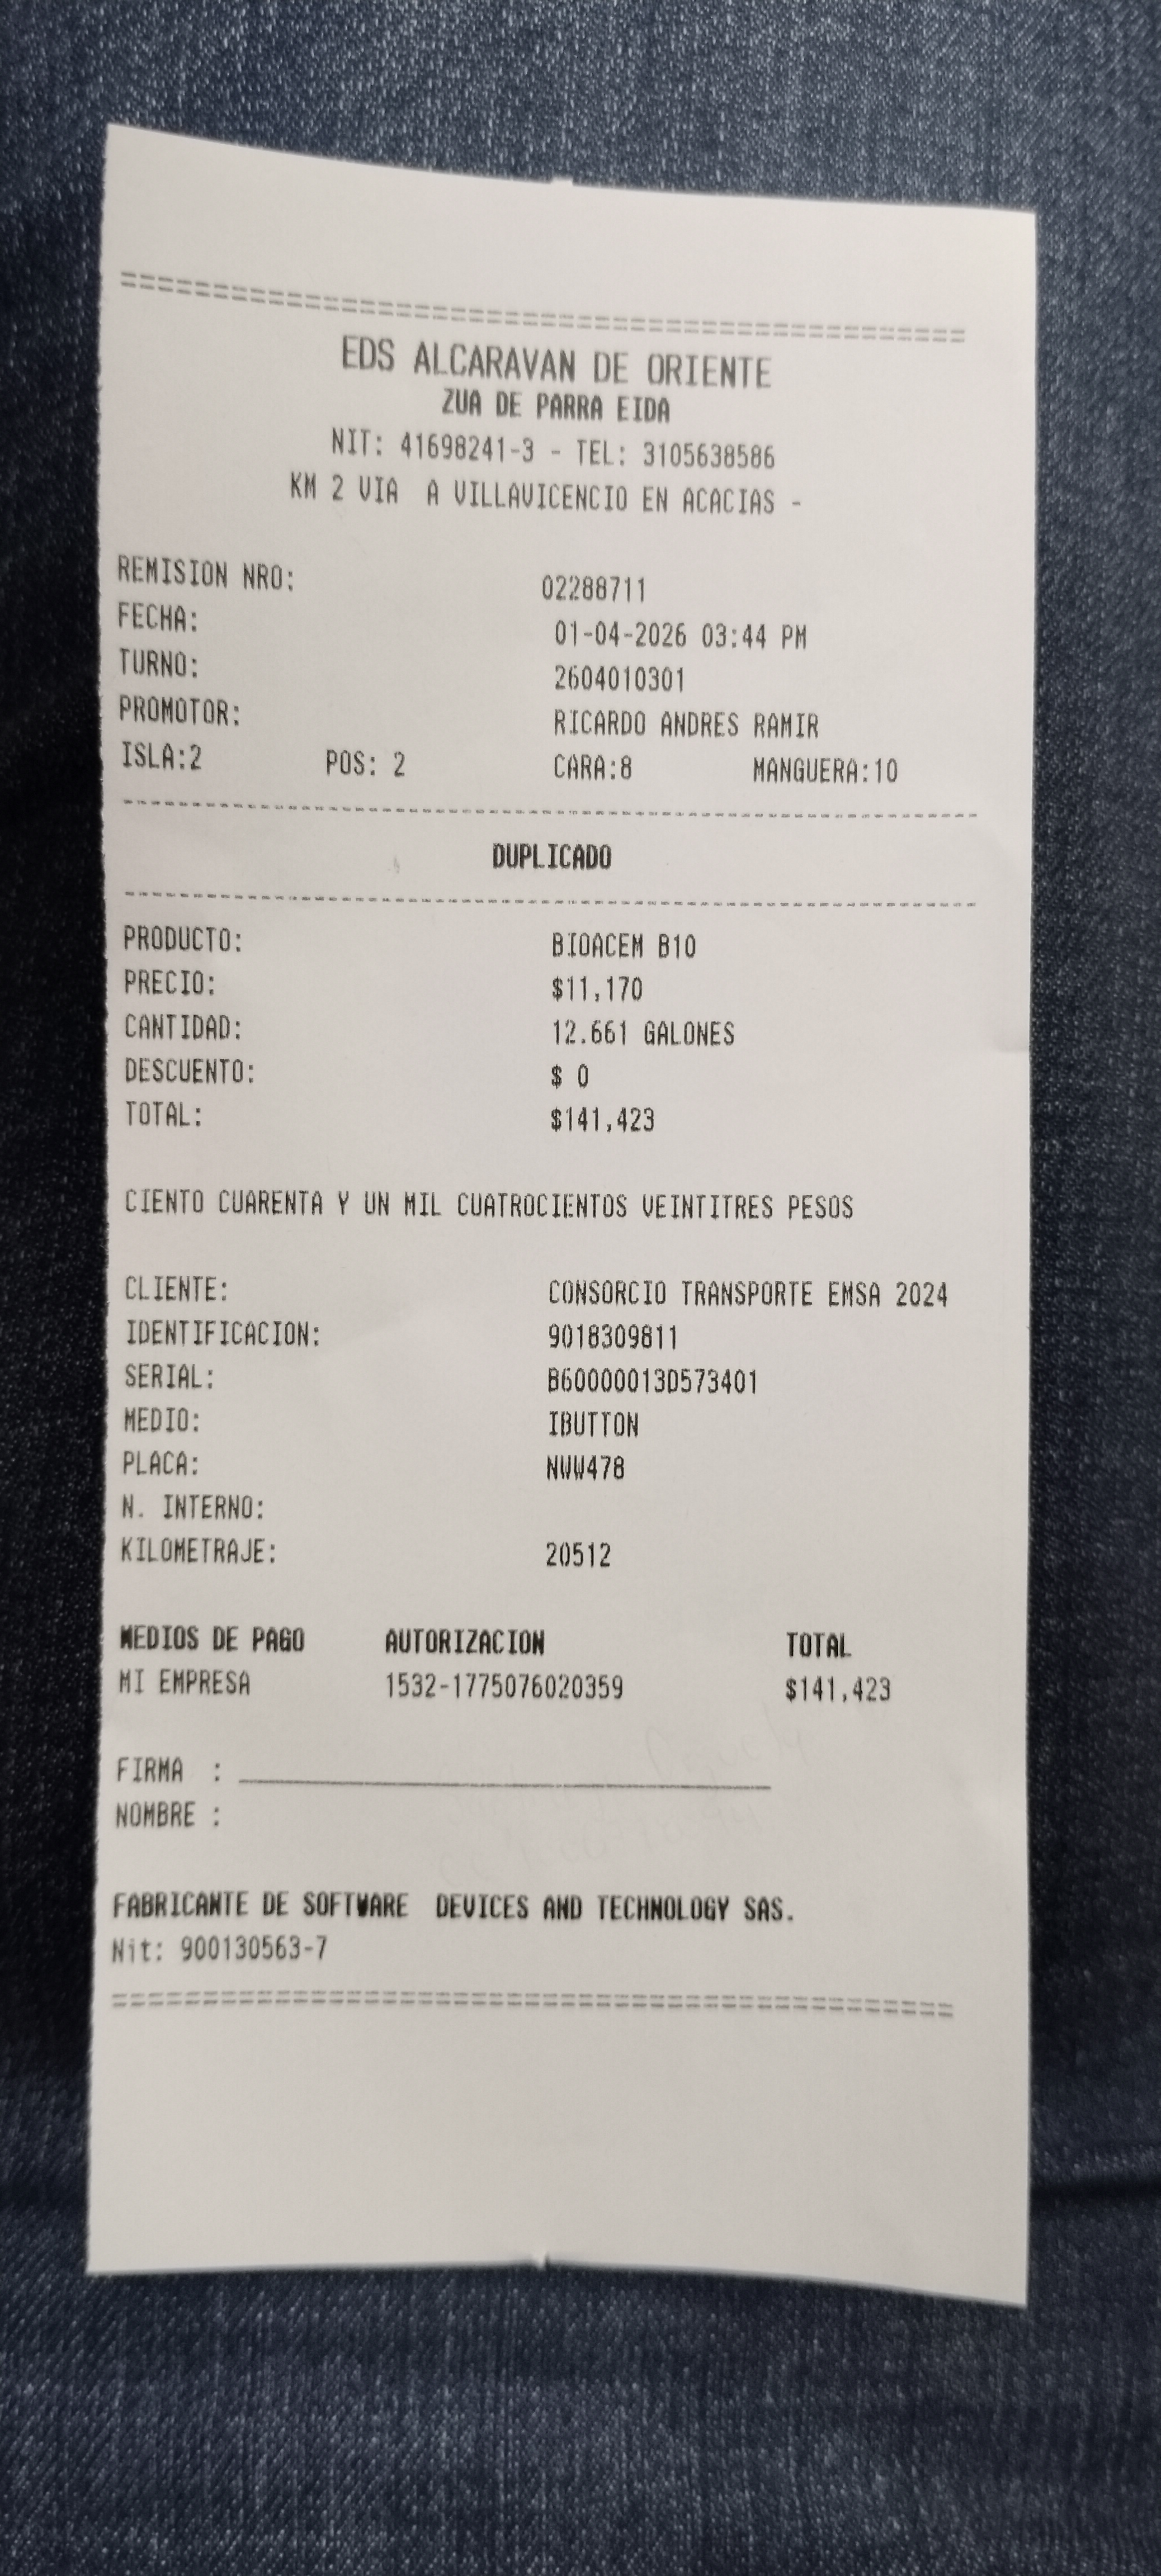 EDS ALCARAVAN DE ORIENTE
ZUA DE PARRA EIDA
NIT: 41698241-3 - TEL: 3105638586
KM 2 VIA A VILLAVICENCIO EN ACACIAS -
REMISION NRO: 02288711
FECHA: 01-04-2026 03:44 PM
TURNO: 2604010301
PROMOTOR: RICARDO ANDRES RAMIR
ISLA:2 POS: 2 CARA:8 MANGUERA:10
DUPLICADO
PRODUCTO: BIOACEM B10
PRECIO: $11,170
CANTIDAD: 12.661 GALONES
DESCUENTO: $ 0
TOTAL: $141,423
CIENTO CUARENTA Y UN MIL CUATROCIENTOS VEINTITRES PESOS
CLIENTE: CONSORCIO TRANSPORTE EMSA 2024
IDENTIFICACION: 9018309811
SERIAL: B60000013D573401
MEDIO: IBUTTON
PLACA: NWW478
N. INTERNO:
KILOMETRAJE: 20512
MEDIOS DE PAGO AUTORIZACION TOTAL
MI EMPRESA 1532-1775076020359 $141,423
FIRMA :
NOMBRE :
FABRICANTE DE SOFTWARE DEVICES AND TECHNOLOGY SAS.
Nit: 900130563-7